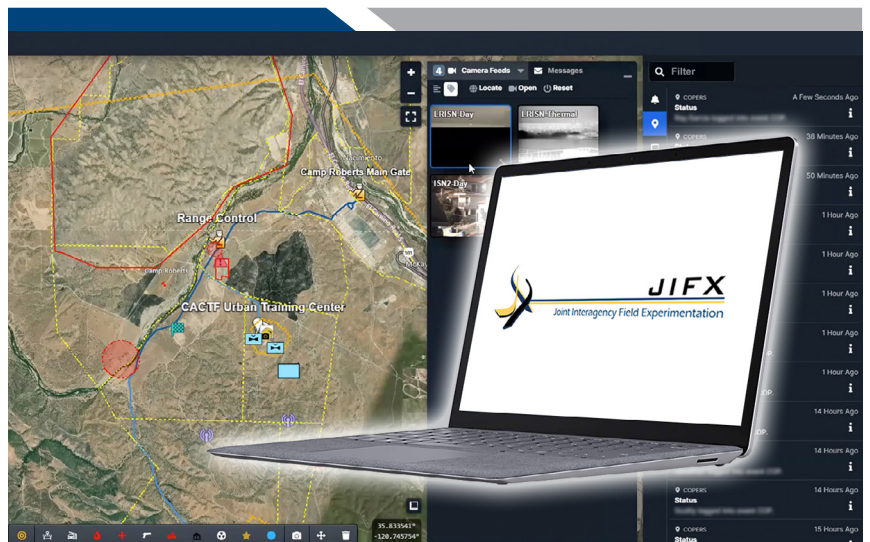 4 Camera Feeds
Messages
Locate
Open
Reset
ERISN-Day
ERISN-Thermal
ISN2-Day
Filter
COPERS
A Few Seconds Ago
Status
COPERS
38 Minutes Ago
50 Minutes Ago
1 Hour Ago
1 Hour Ago
1 Hour Ago
1 Hour Ago
1 Hour Ago
14 Hours Ago
14 Hours Ago
COPERS
14 Hours Ago
Status
COPERS
15 Hours Ago
Status
Nacimiento
Camp Roberts Main Gate
Range Control
Camp Roberts
CACTF Urban Training Center
JIFX
Joint Interagency Field Experimentation
35.833541°
-120.745754°